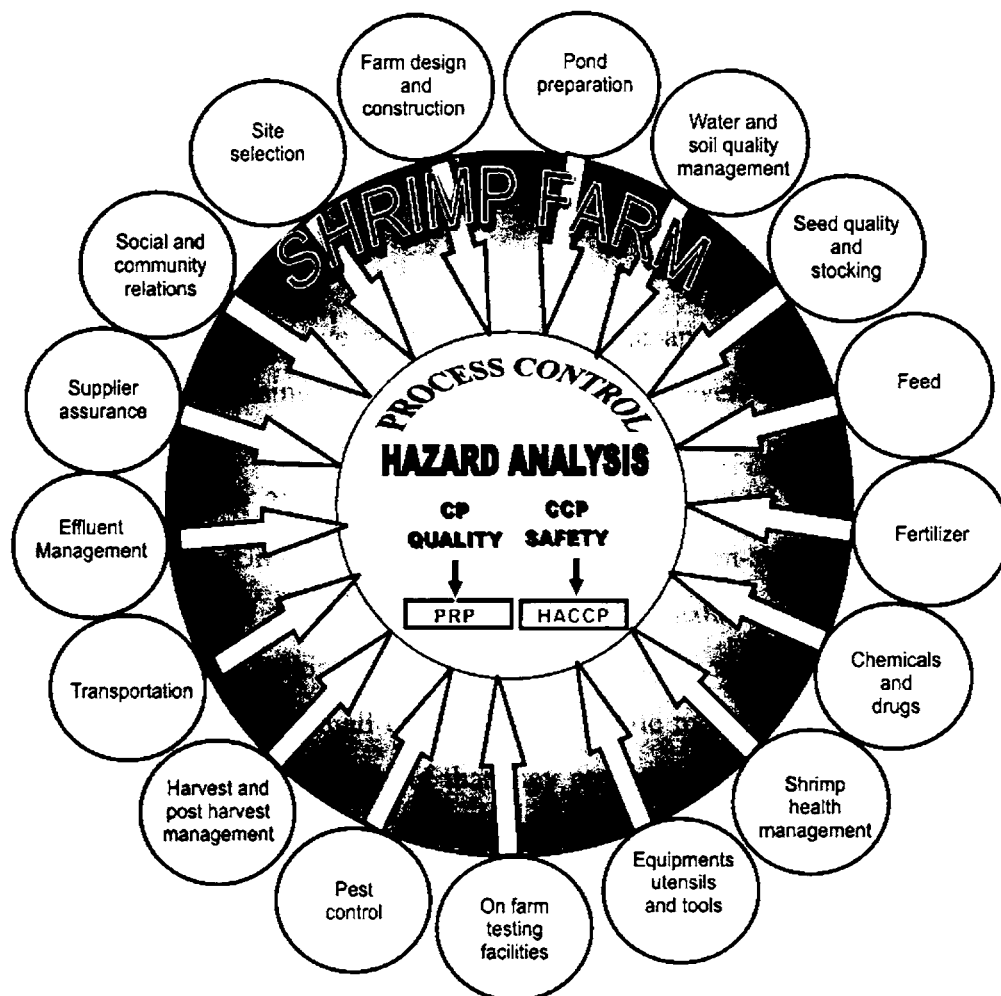 Farm design
and
construction
Pond
preparation
Water and
soil quality
management
Seed quality
and
stocking
Feed
Fertilizer
Chemicals
and
drugs
Shrimp
health
management
Equipments
utensils
and tools
On farm
testing
facilities
Pest
control
Harvest and
post harvest
management
Transportation
Effluent
Management
Supplier
assurance
Social and
community
relations
Site
selection
SHRIMP FARM
PROCESS CONTROL
HAZARD ANALYSIS
CP CCP
QUALITY SAFETY
PRP HACCP